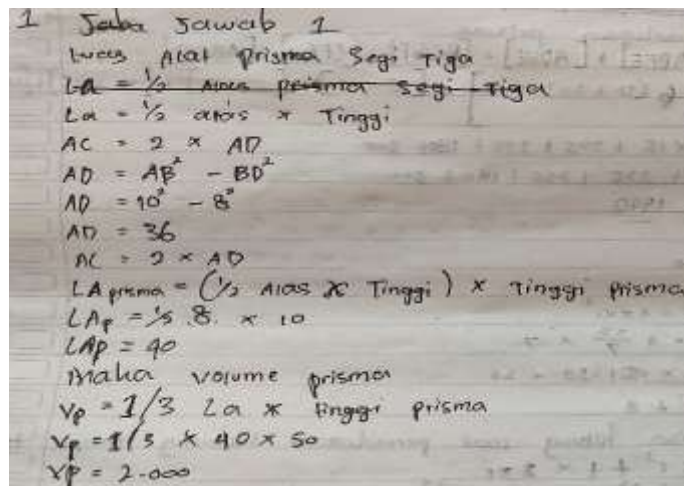 1 Jawab 1
Luas Alat Prisma Segi Tiga
La = 1/2 Alas Prisma Segi Tiga
La = 1/2 atas x Tinggi
AC = 2 x AD
AD = AB² - BD²
AD = 10² - 8²
AD = 36
AC = 2 x AD
LA prisma = (1/2 Alas x Tinggi) x Tinggi prisma
LAp = 1/5 8. x 10
LAp = 40
Maka volume prisma
Vp = 1/3 La x tinggi prisma
Vp = 1/3 x 40 x 50
Vp = 2.000